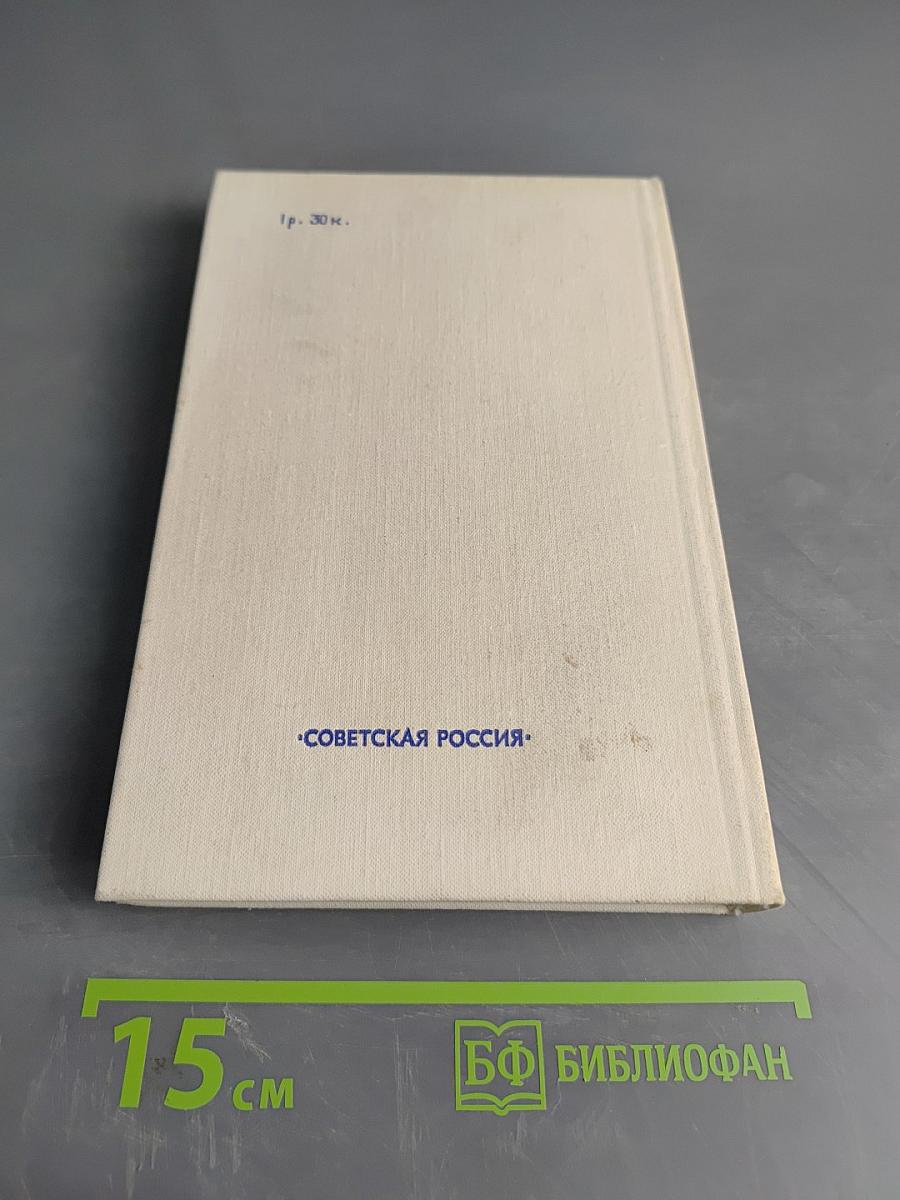 1р. 30к.
·СОВЕТСКАЯ РОССИЯ·
15 см
БФ БИБЛИОФАН